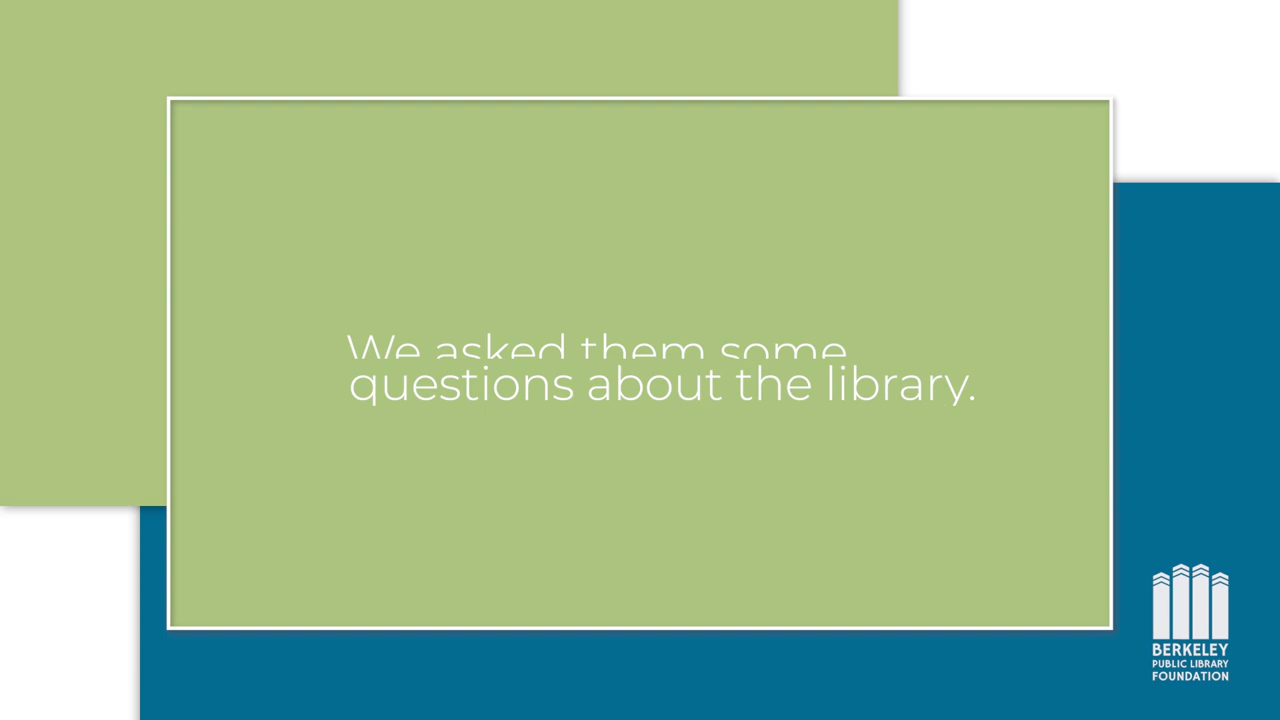 We asked them some
questions about the library.
BERKELEY
PUBLIC LIBRARY
FOUNDATION